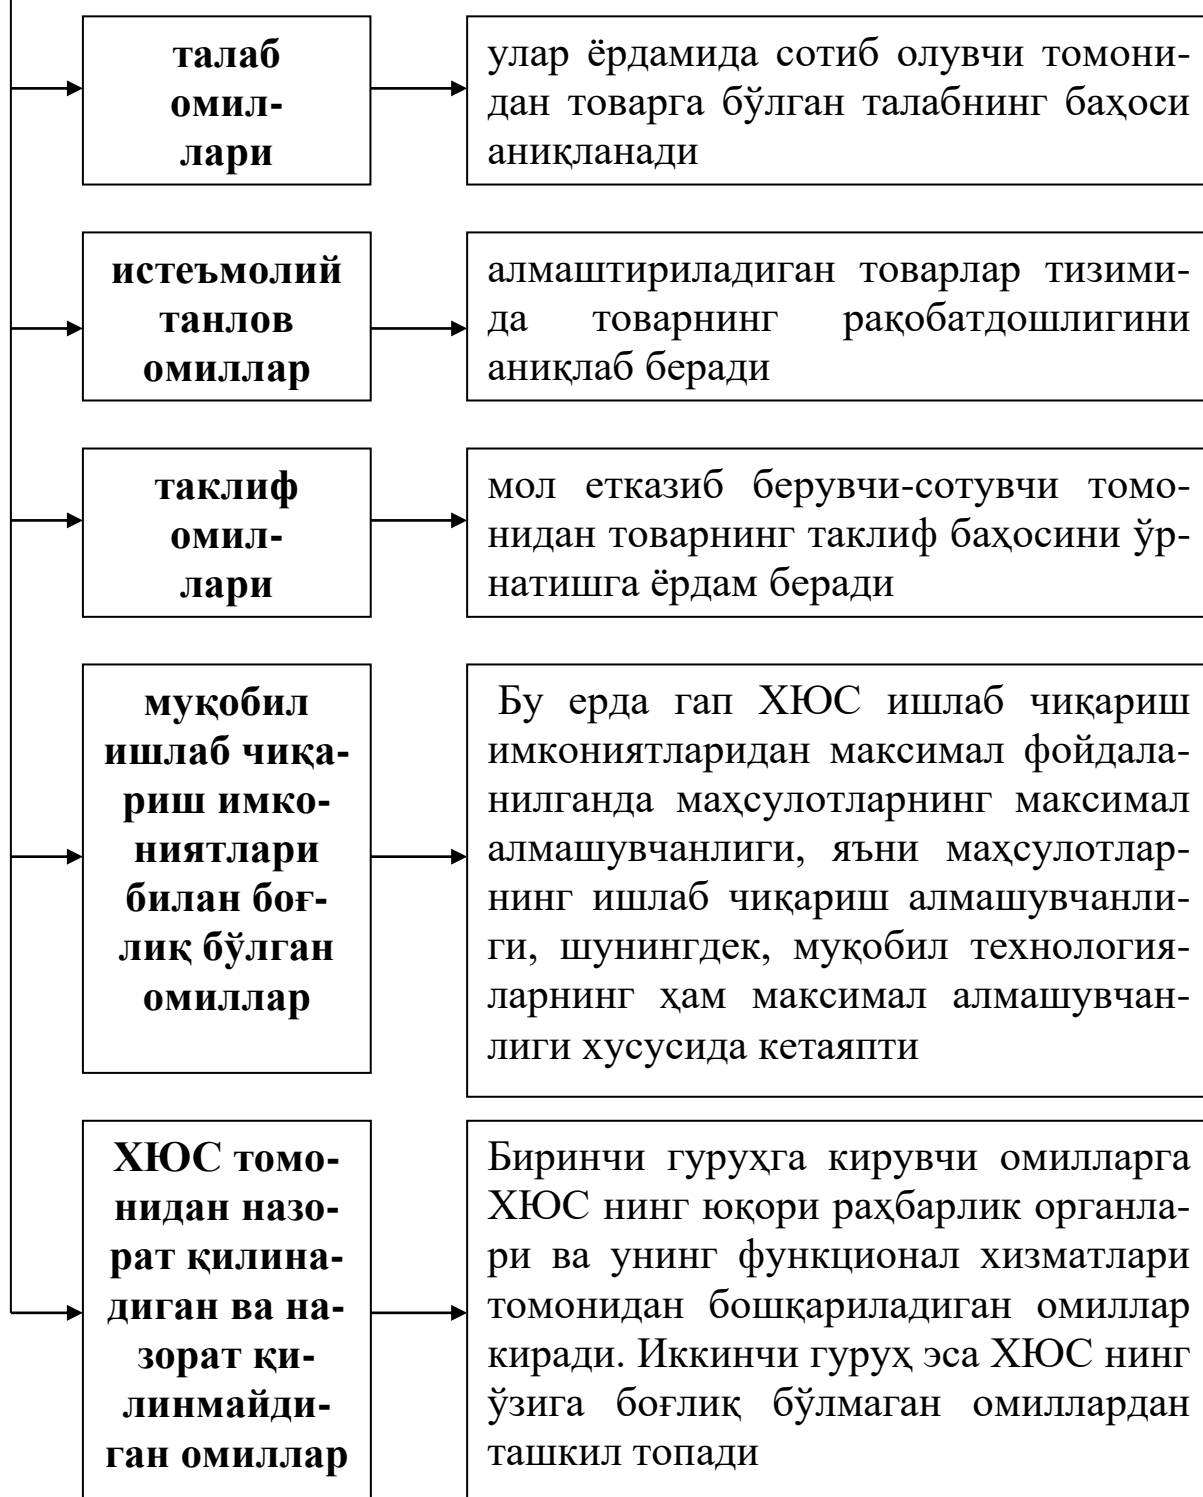 талаб
омил-
лари
улар ёрдамида сотиб олувчи томони-
дан товарга бўлган талабнинг баҳоси
аниқланади
истеъмолий
танлов
омиллар
алмаштириладиган товарлар тизими-
да товарнинг рақобатдошлигини
аниқлаб беради
таклиф
омил-
лари
мол етказиб берувчи-сотувчи томо-
нидан товарнинг таклиф баҳосини ўр-
натишга ёрдам беради
муқобил
ишлаб чиқа-
риш имко-
ниятлари
билан боғ-
лиқ бўлган
омиллар
Бу ерда гап ХЮС ишлаб чиқариш
имкониятларидан максимал фойдала-
нилганда маҳсулотларнинг максимал
алмашувчанлиги, яъни маҳсулотлар-
нинг ишлаб чиқариш алмашувчанли-
ги, шунингдек, муқобил технология-
ларнинг ҳам максимал алмашувчан-
лиги хусусида кетаяпти
ХЮС томо-
нидан назо-
рат қилина-
диган ва на-
зорат қи-
линмайди-
ган омиллар
Биринчи гуруҳга кирувчи омилларга
ХЮС нинг юқори раҳбарлик органла-
ри ва унинг функционал хизматлари
томонидан бошқариладиган омиллар
киради. Иккинчи гуруҳ эса ХЮС нинг
ўзига боғлиқ бўлмаган омиллардан
ташкил топади